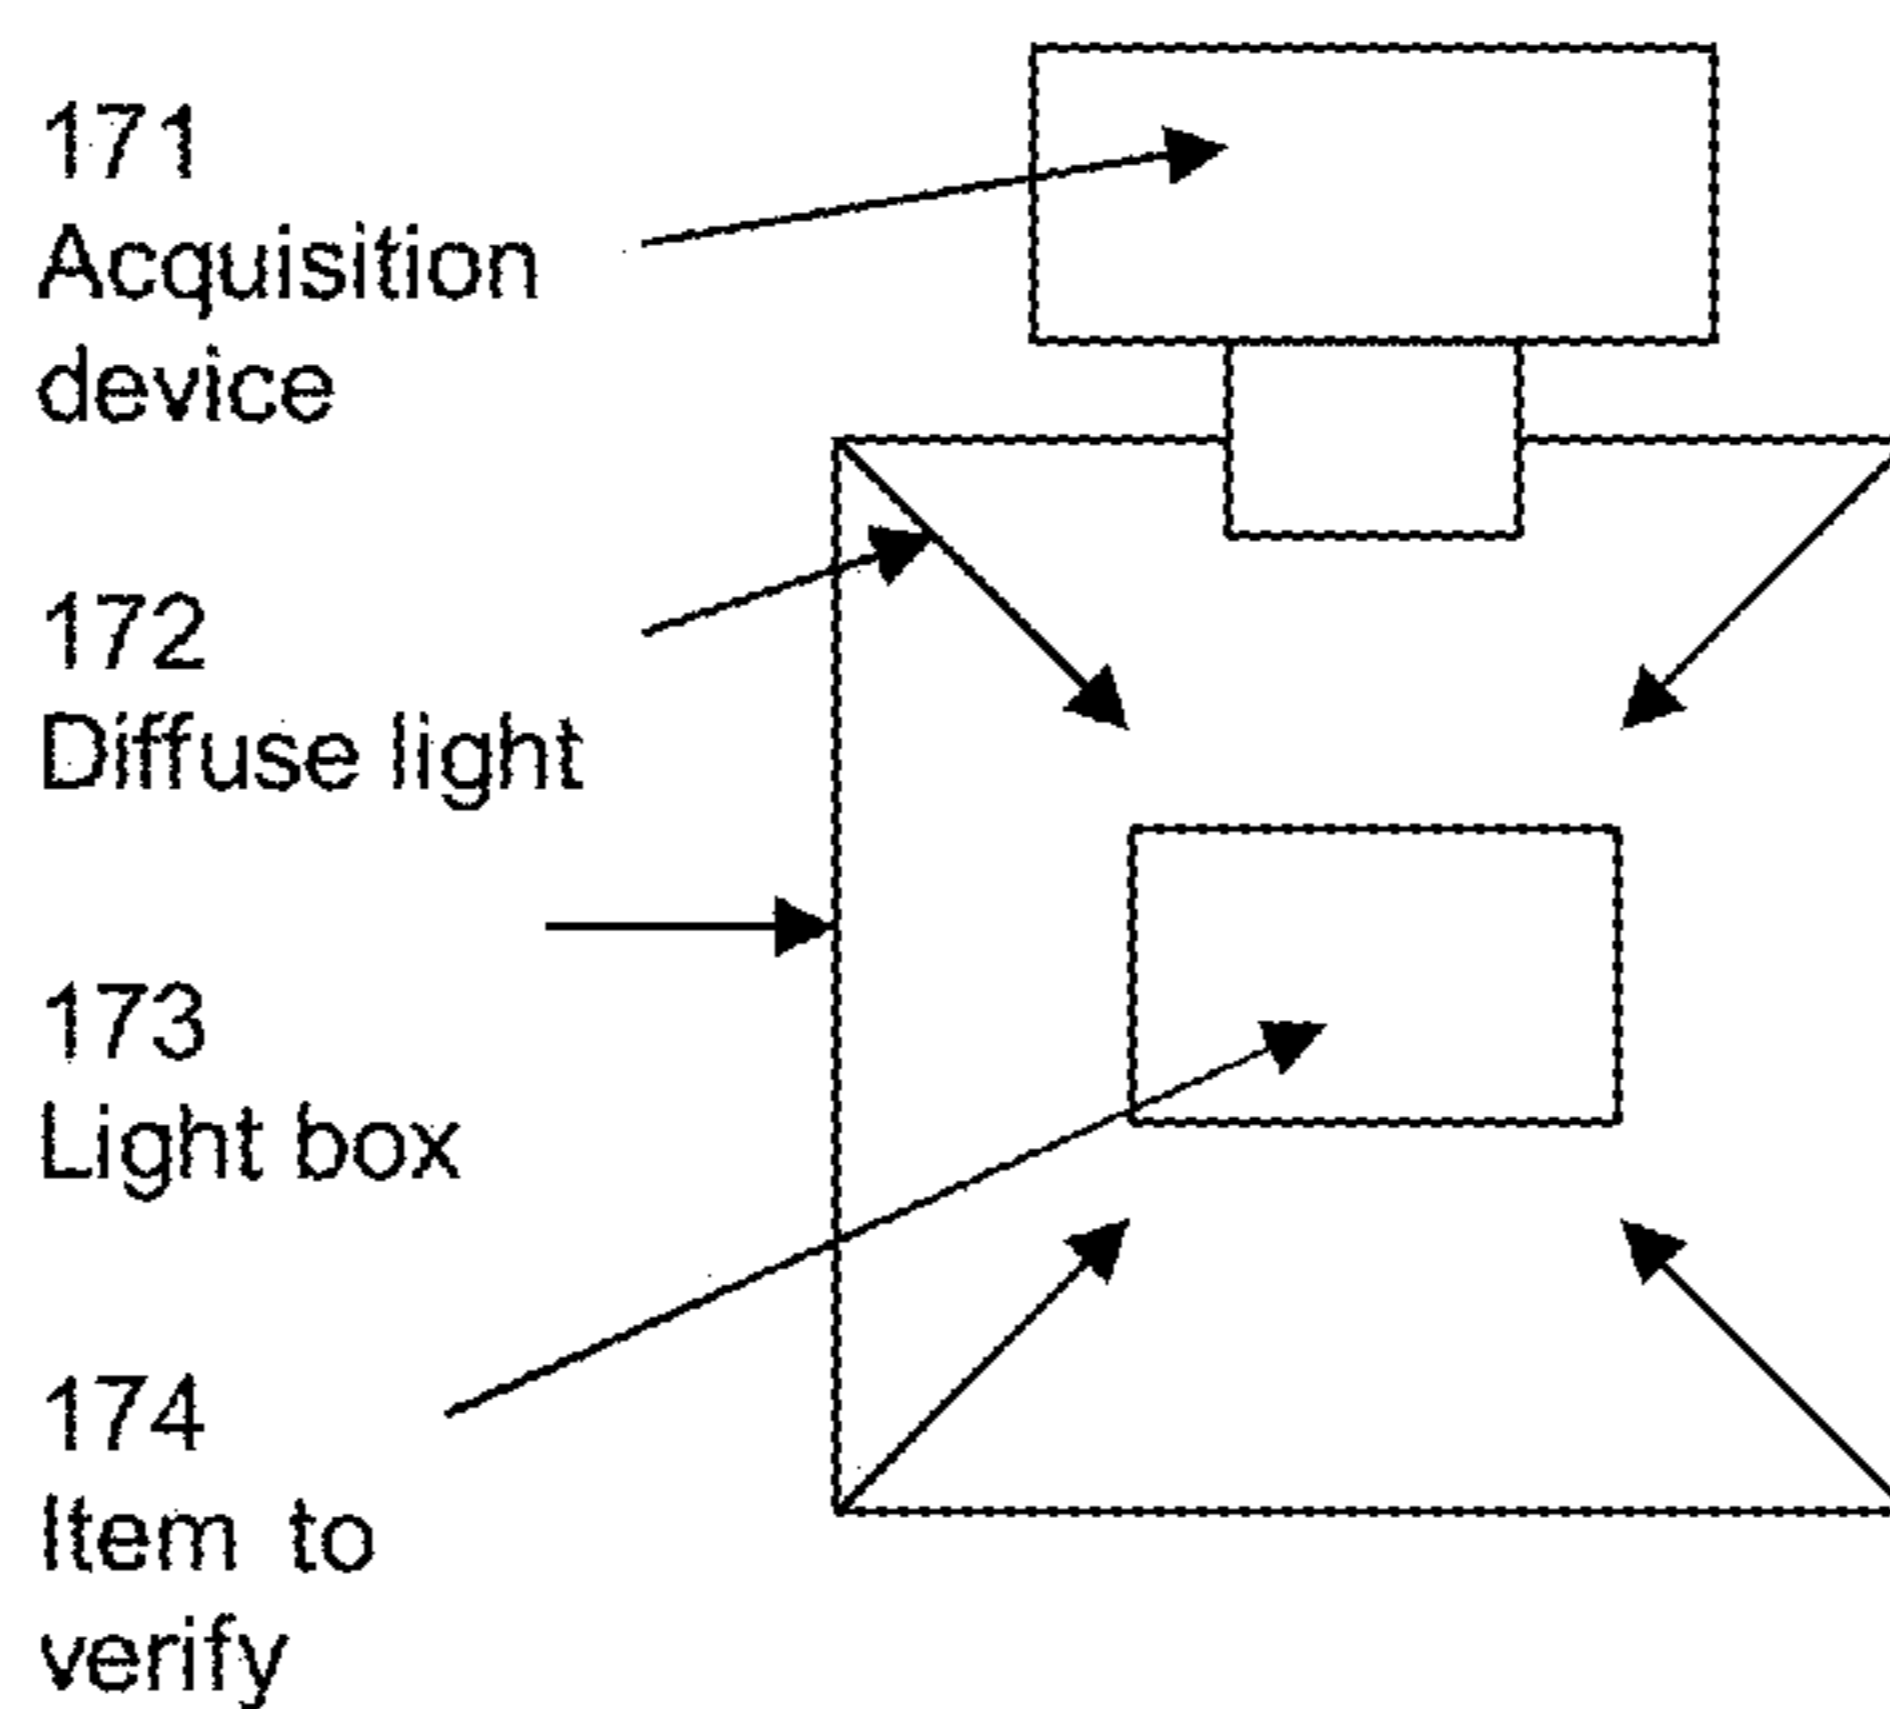 171
Acquisition
device
172
Diffuse light
173
Light box
174
Item to
verify